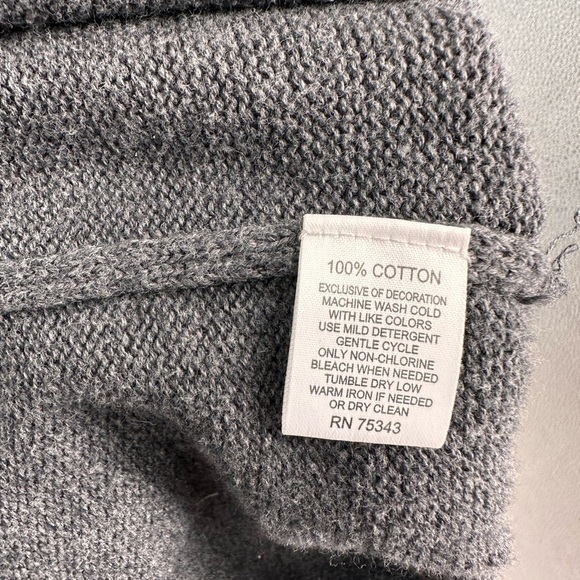 100% COTTON
EXCLUSIVE OF DECORATION
MACHINE WASH COLD
WITH LIKE COLORS
USE MILD DETERGENT
GENTLE CYCLE
ONLY NON-CHLORINE
BLEACH WHEN NEEDED
TUMBLE DRY LOW
WARM IRON IF NEEDED
OR DRY CLEAN
RN 75343